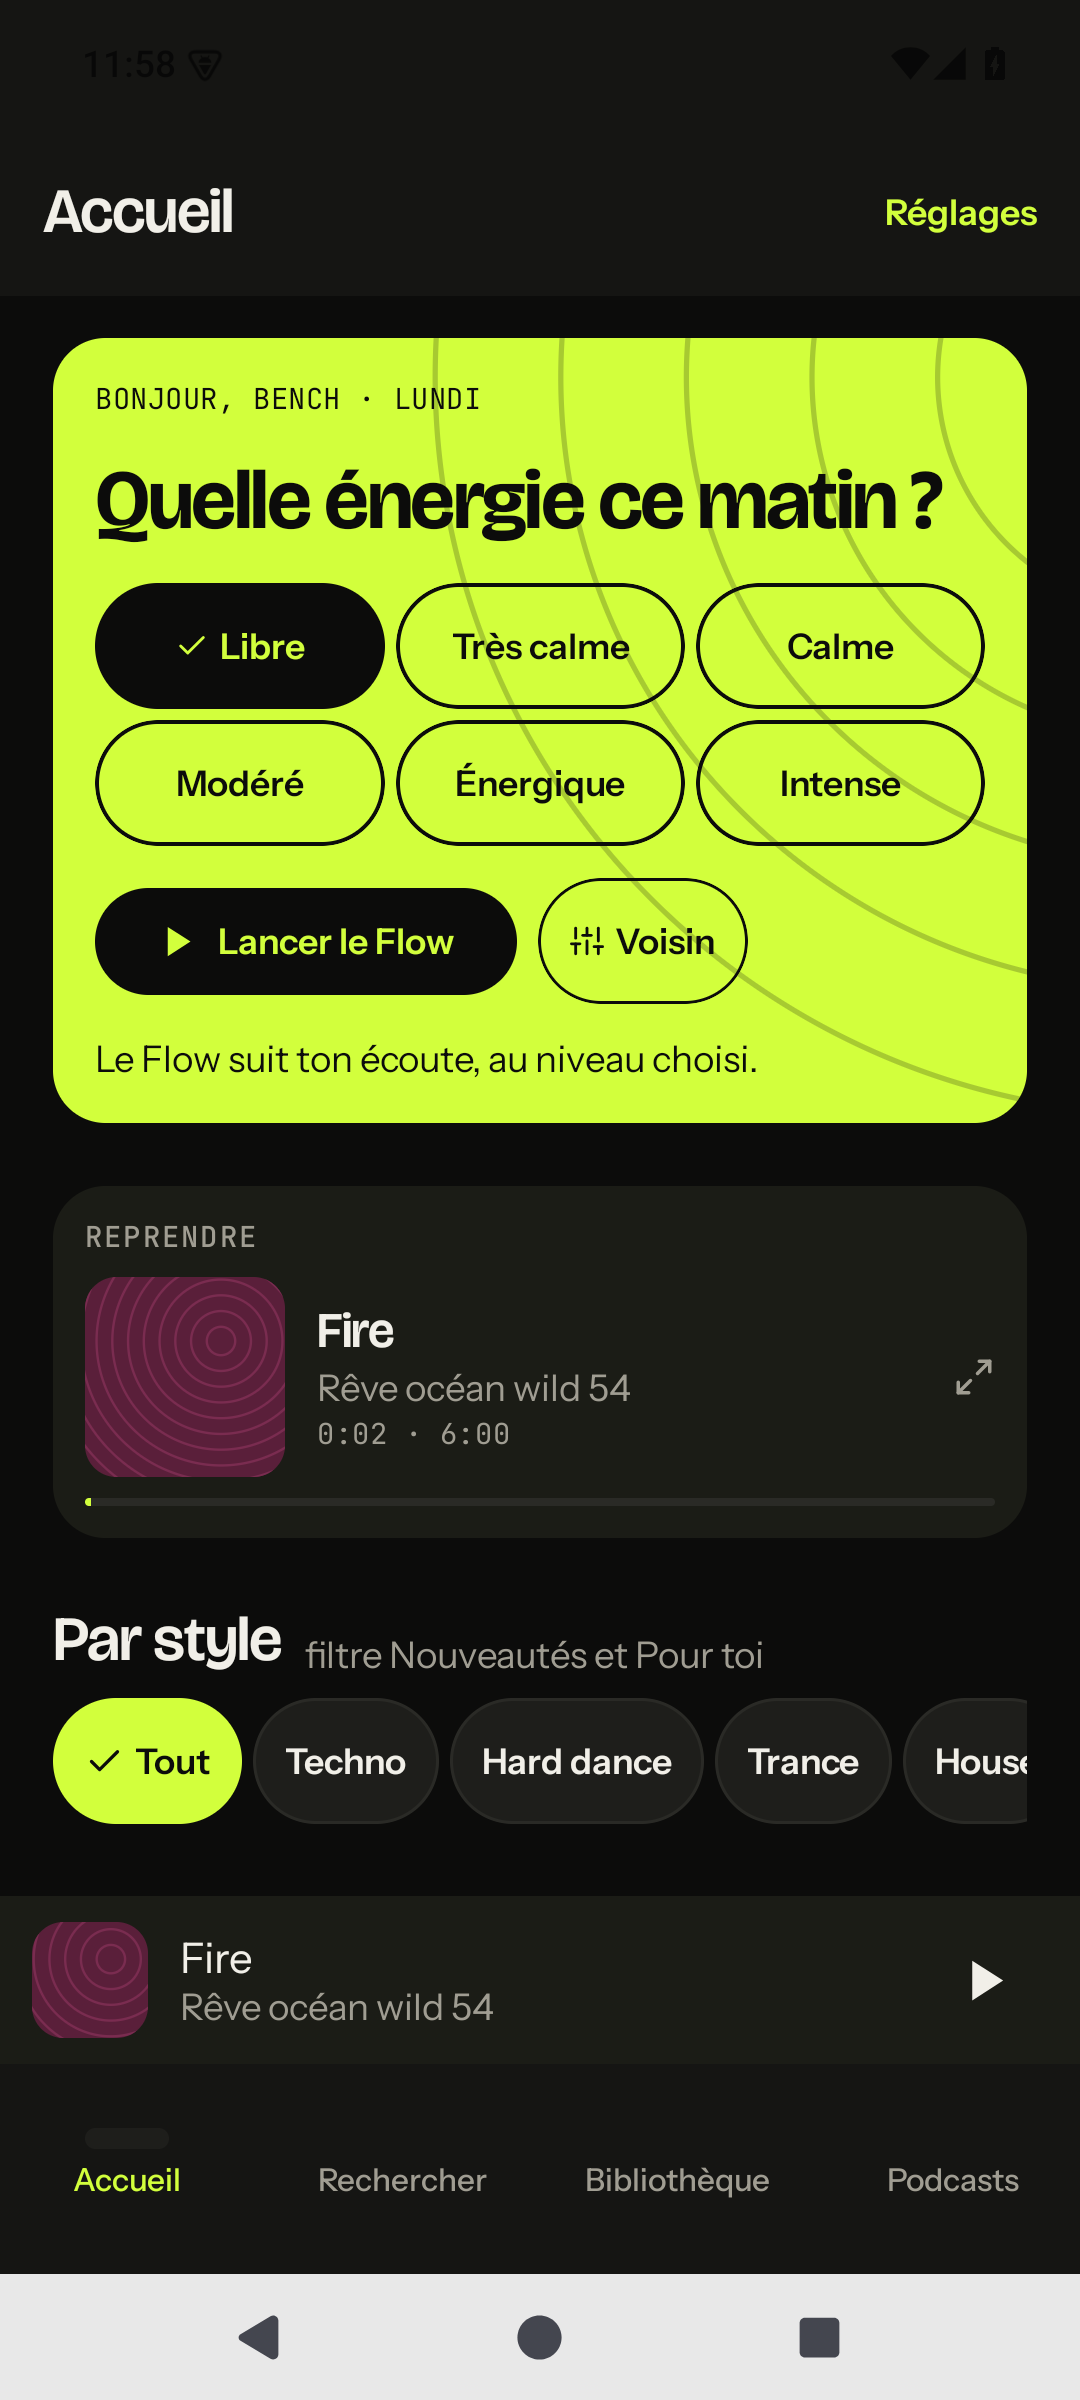 11:58
Accueil
Réglages
BONJOUR, BENCH · LUNDI
Quelle énergie ce matin ?
Libre
Très calme
Calme
Modéré
Énergique
Intense
Lancer le Flow
Voisin
Le Flow suit ton écoute, au niveau choisi.
REPRENDRE
Fire
Rêve océan wild 54
0:02 · 6:00
Par style
filtre Nouveautés et Pour toi
Tout
Techno
Hard dance
Trance
House
Fire
Rêve océan wild 54
Accueil
Rechercher
Bibliothèque
Podcasts